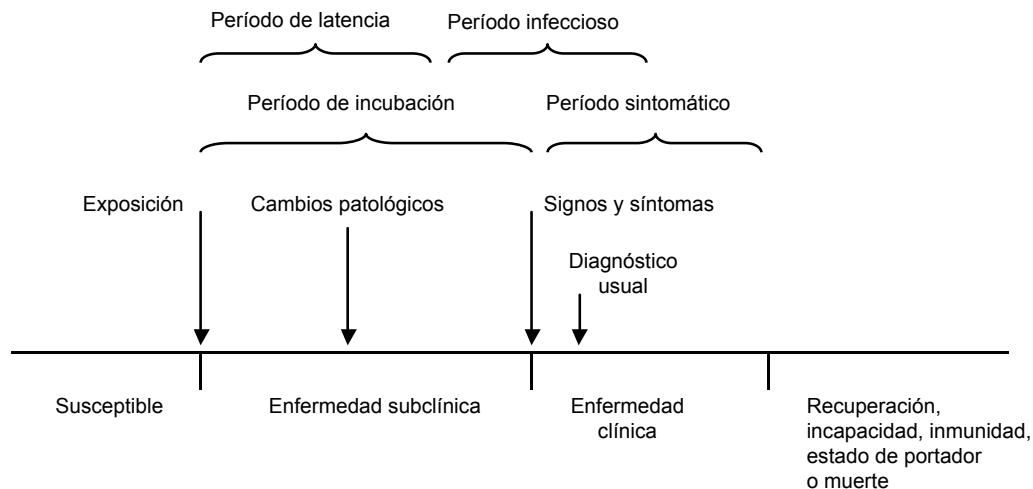 Período de latencia
Período infeccioso
Período de incubación
Período sintomático
Exposición
Cambios patológicos
Signos y síntomas
Diagnóstico
usual
Susceptible
Enfermedad subclínica
Enfermedad
clínica
Recuperación,
incapacidad, inmunidad,
estado de portador
o muerte